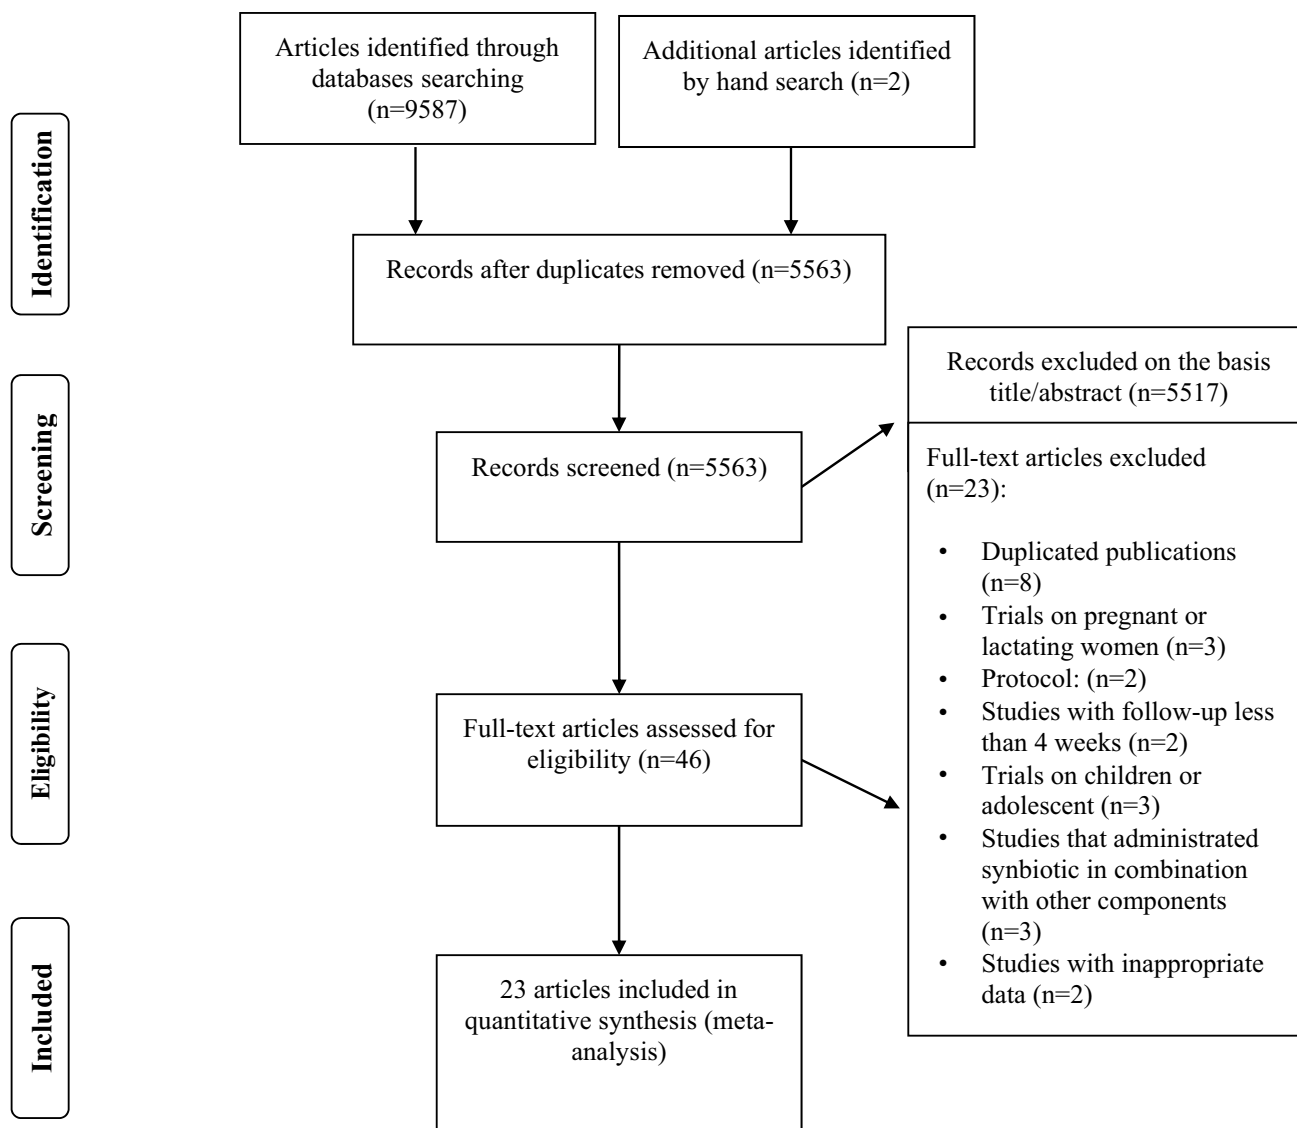 Articles identified through
databases searching
(n=9587)
Additional articles identified
by hand search (n=2)
Identification
Records after duplicates removed (n=5563)
Records excluded on the basis
title/abstract (n=5517)
Screening
Records screened (n=5563)
Full-text articles excluded
(n=23):
• Duplicated publications
(n=8)
• Trials on pregnant or
lactating women (n=3)
• Protocol: (n=2)
• Studies with follow-up less
than 4 weeks (n=2)
• Trials on children or
adolescent (n=3)
• Studies that administrated
synbiotic in combination
with other components
(n=3)
• Studies with inappropriate
data (n=2)
Eligibility
Full-text articles assessed for
eligibility (n=46)
Included
23 articles included in
quantitative synthesis (meta-
analysis)